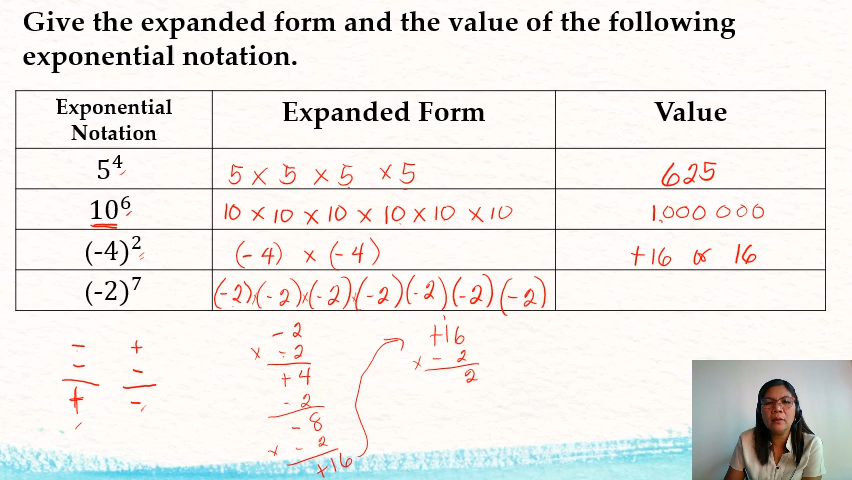 Give the expanded form and the value of the following
exponential notation.
Exponential Notation Expanded Form Value
5⁴ 5 × 5 × 5 × 5 625
10⁶ 10 × 10 × 10 × 10 × 10 × 10 1,000 000
(-4)² (-4) × (-4) +16 or 16
(-2)⁷ (-2)×(-2)×(-2)×(-2)(-2)(-2)(-2)
- + - 2 +16
- - × - 2 × - 2
+ - + 4 2
- 2
- 8
× - 2
+16